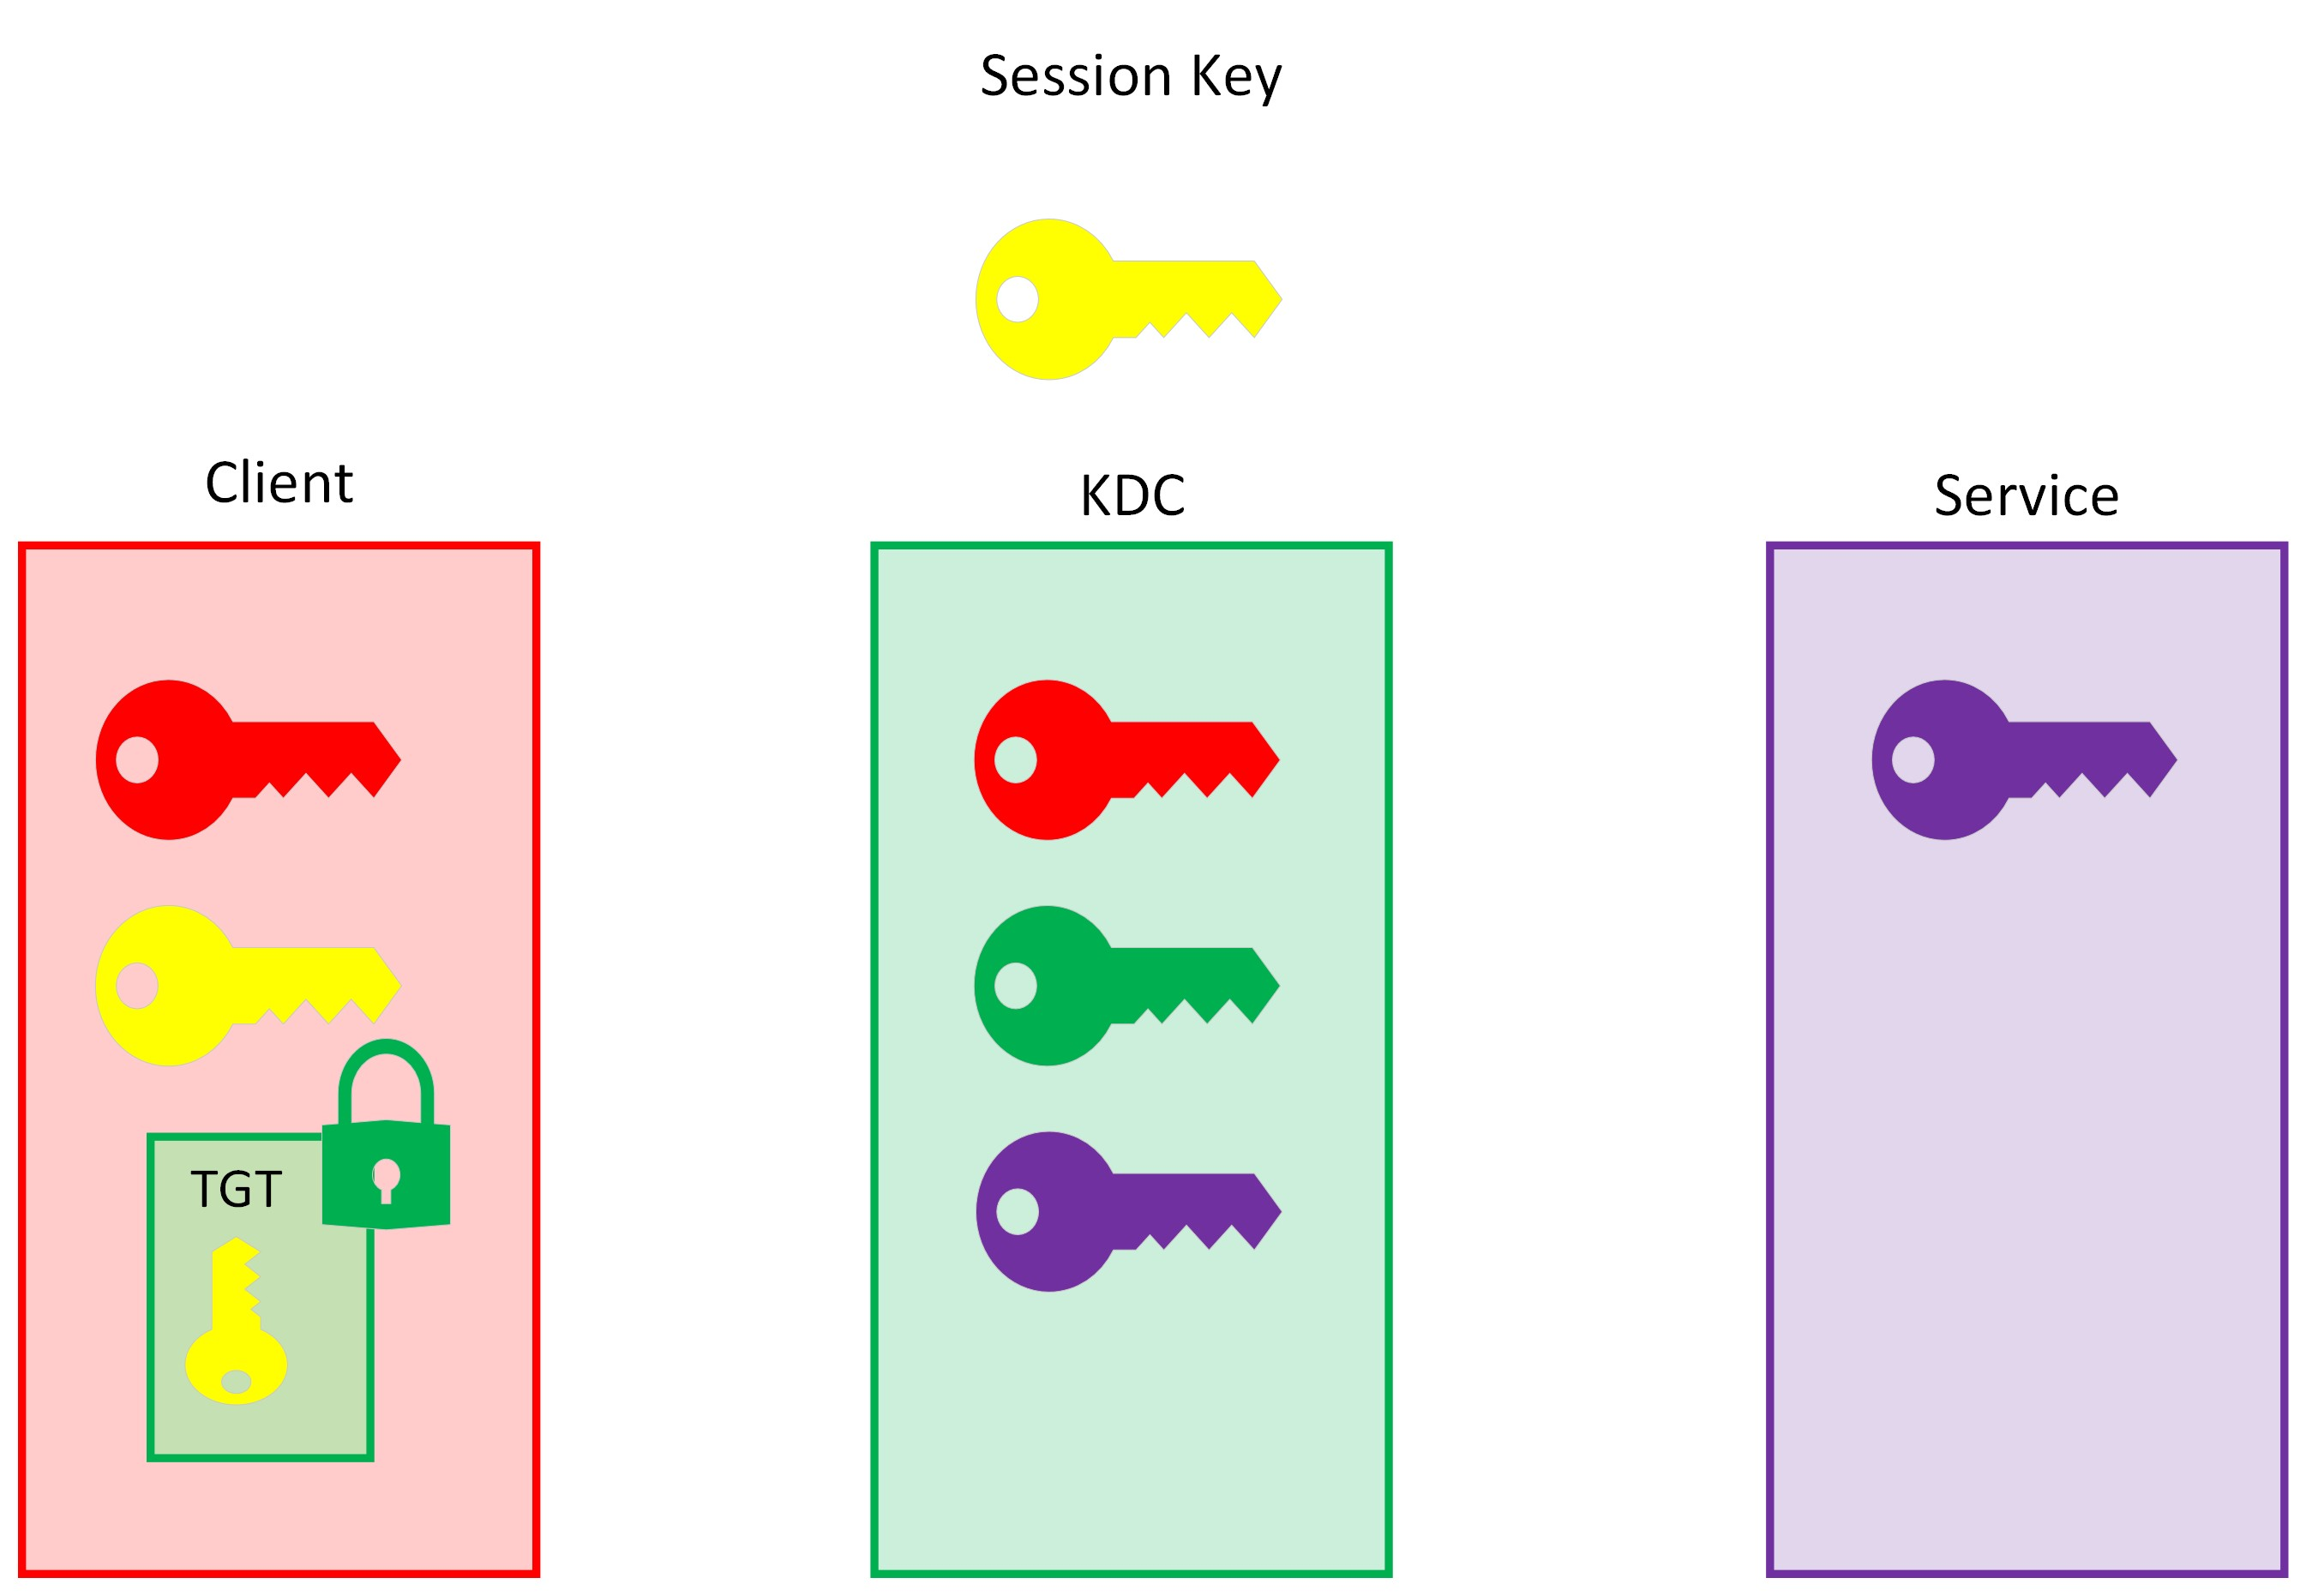 Session Key
Client
KDC
Service
TGT